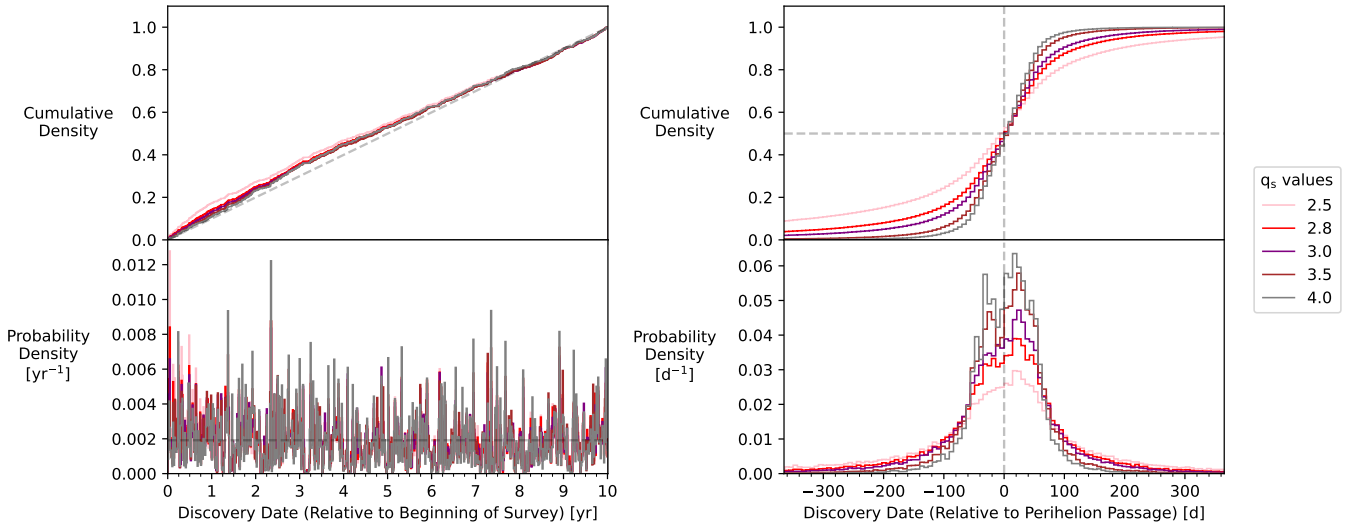 Cumulative
Density
1.0
0.8
0.6
0.4
0.2
0.0
Probability
Density
[yr⁻¹]
0.012
0.010
0.008
0.006
0.004
0.002
0.000
0 1 2 3 4 5 6 7 8 9 10
Discovery Date (Relative to Beginning of Survey) [yr]
Cumulative
Density
1.0
0.8
0.6
0.4
0.2
0.0
Probability
Density
[d⁻¹]
0.06
0.05
0.04
0.03
0.02
0.01
0.00
−300 −200 −100 0 100 200 300
Discovery Date (Relative to Perihelion Passage) [d]
qₛ values
2.5
2.8
3.0
3.5
4.0